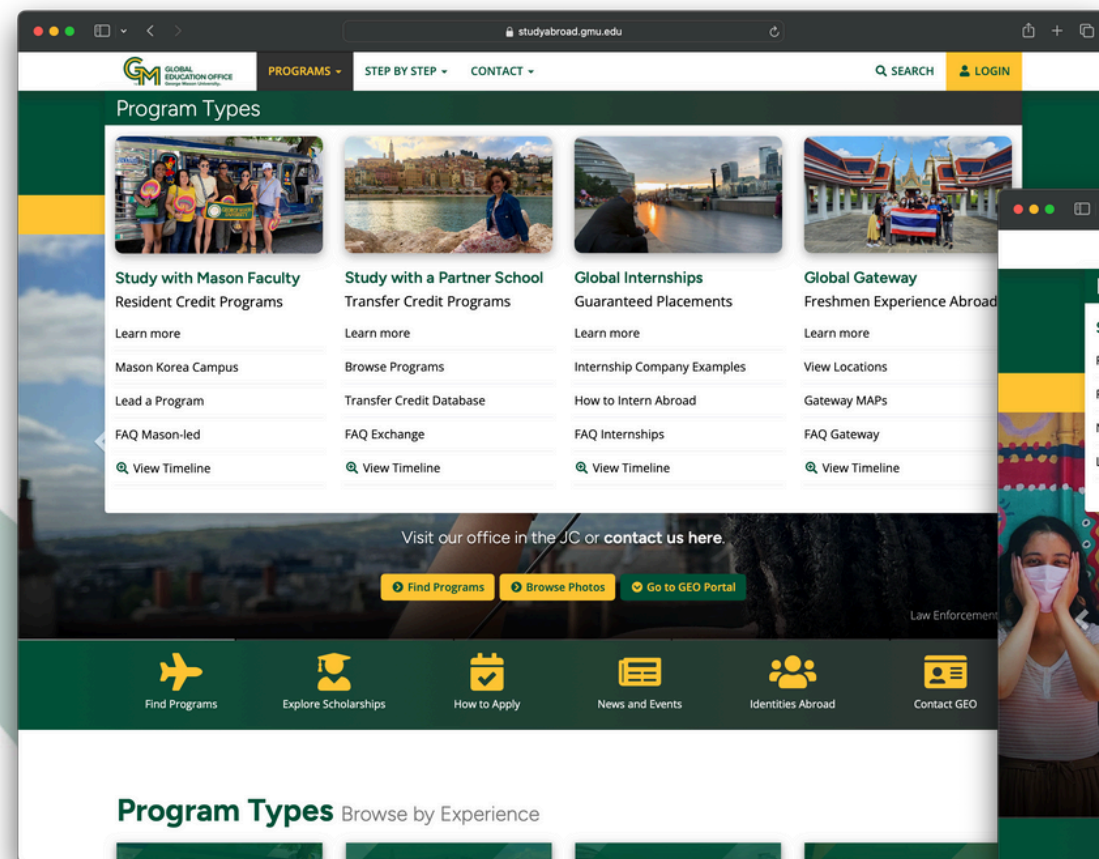 studyabroad.gmu.edu
GM GLOBAL
EDUCATION OFFICE
George Mason University
PROGRAMS
STEP BY STEP
CONTACT
SEARCH
LOGIN
Program Types
Study with Mason Faculty
Resident Credit Programs
Learn more
Mason Korea Campus
Lead a Program
FAQ Mason-led
View Timeline
Study with a Partner School
Transfer Credit Programs
Learn more
Browse Programs
Transfer Credit Database
FAQ Exchange
View Timeline
Global Internships
Guaranteed Placements
Learn more
Internship Company Examples
How to Intern Abroad
FAQ Internships
View Timeline
Global Gateway
Freshmen Experience Abroad
Learn more
View Locations
Gateway MAPs
FAQ Gateway
View Timeline
Visit our office in the JC or contact us here.
Find Programs
Browse Photos
Go to GEO Portal
Law Enforcement
Find Programs
Explore Scholarships
How to Apply
News and Events
Identities Abroad
Contact GEO
Program Types Browse by Experience